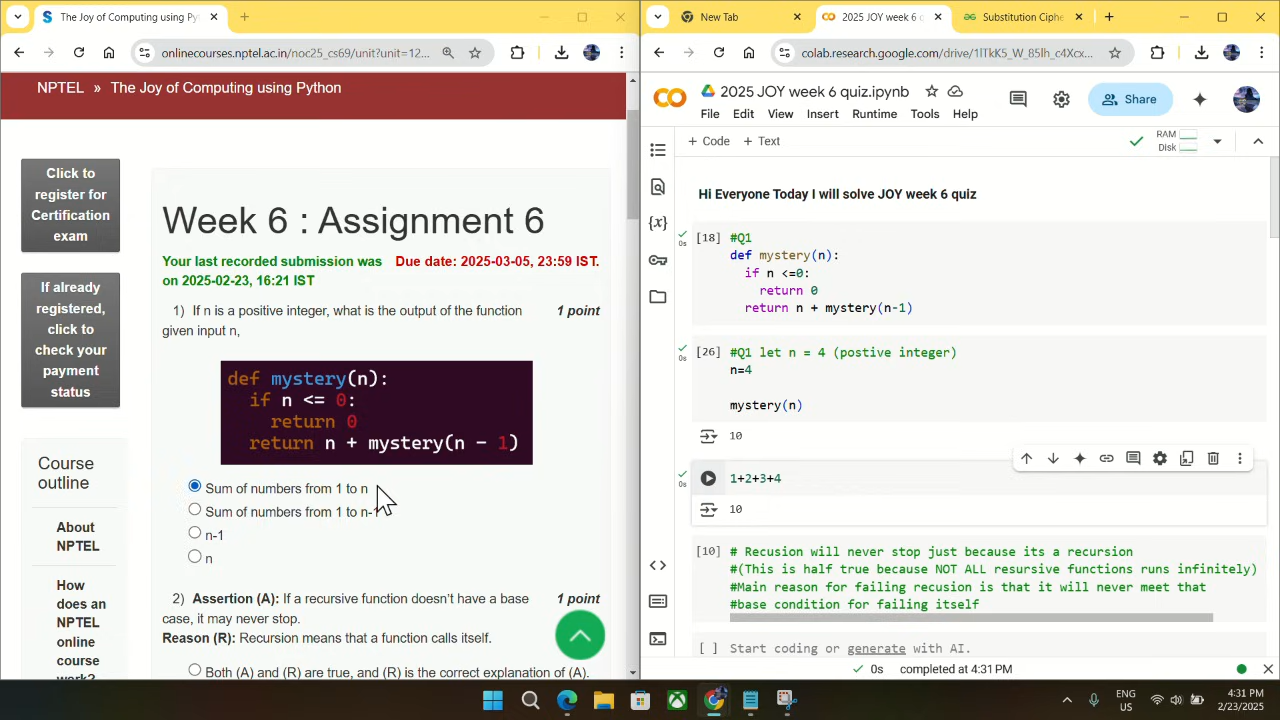 The Joy of Computing using Py
onlinecourses.nptel.ac.in/noc25_cs69/unit?unit=12...
NPTEL » The Joy of Computing using Python
Click to
register for
Certification
exam
If already
registered,
click to
check your
payment
status
Course
outline
About
NPTEL
How
does an
NPTEL
online
course
work?
Week 6 : Assignment 6
Your last recorded submission was
on 2025-02-23, 16:21 IST
Due date: 2025-03-05, 23:59 IST.
1) If n is a positive integer, what is the output of the function
given input n,
1 point
def mystery(n):
if n <= 0:
return 0
return n + mystery(n - 1)
Sum of numbers from 1 to n
Sum of numbers from 1 to n-1
n-1
n
2) Assertion (A): If a recursive function doesn't have a base
case, it may never stop.
1 point
Reason (R): Recursion means that a function calls itself.
Both (A) and (R) are true, and (R) is the correct explanation of (A).
New Tab
2025 JOY week 6 q
Substitution Ciphe
colab.research.google.com/drive/1lTkK5_W_85lh_c4Xcx...
2025 JOY week 6 quiz.ipynb
File Edit View Insert Runtime Tools Help
Share
+ Code + Text
RAM
Disk
Hi Everyone Today I will solve JOY week 6 quiz
[18] #Q1
0s
def mystery(n):
if n <=0:
return 0
return n + mystery(n-1)
[26] #Q1 let n = 4 (postive integer)
0s
n=4
mystery(n)
10
1+2+3+4
0s
10
[10] # Recusion will never stop just because its a recursion
#(This is half true because NOT ALL resursive functions runs infinitely)
#Main reason for failing recusion is that it will never meet that
#base condition for failing itself
[ ] Start coding or generate with AI.
0s completed at 4:31 PM
ENG
US
4:31 PM
2/23/2025